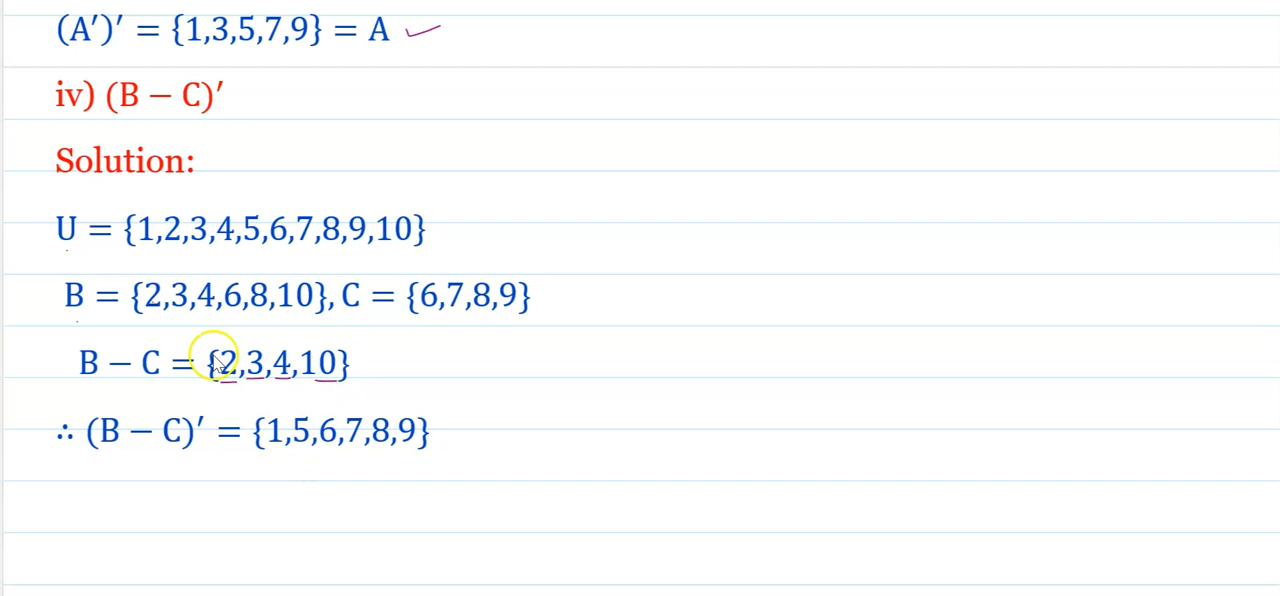 (A′)′ = {1,3,5,7,9} = A
iv) (B − C)′
Solution:
U = {1,2,3,4,5,6,7,8,9,10}
B = {2,3,4,6,8,10}, C = {6,7,8,9}
B − C = {2,3,4,10}
∴ (B − C)′ = {1,5,6,7,8,9}